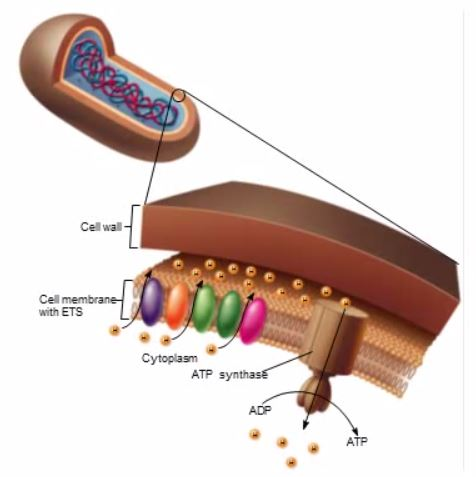 Cell wall
Cell membrane
with ETS
Cytoplasm
ATP synthase
ADP
ATP